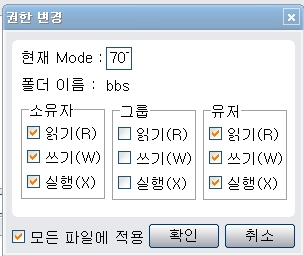 권한 변경
현재 Mode : 70
폴더 이름 : bbs
소유자 그룹 유저
읽기(R) 읽기(R) 읽기(R)
쓰기(W) 쓰기(W) 쓰기(W)
실행(X) 실행(X) 실행(X)
모든 파일에 적용 확인 취소